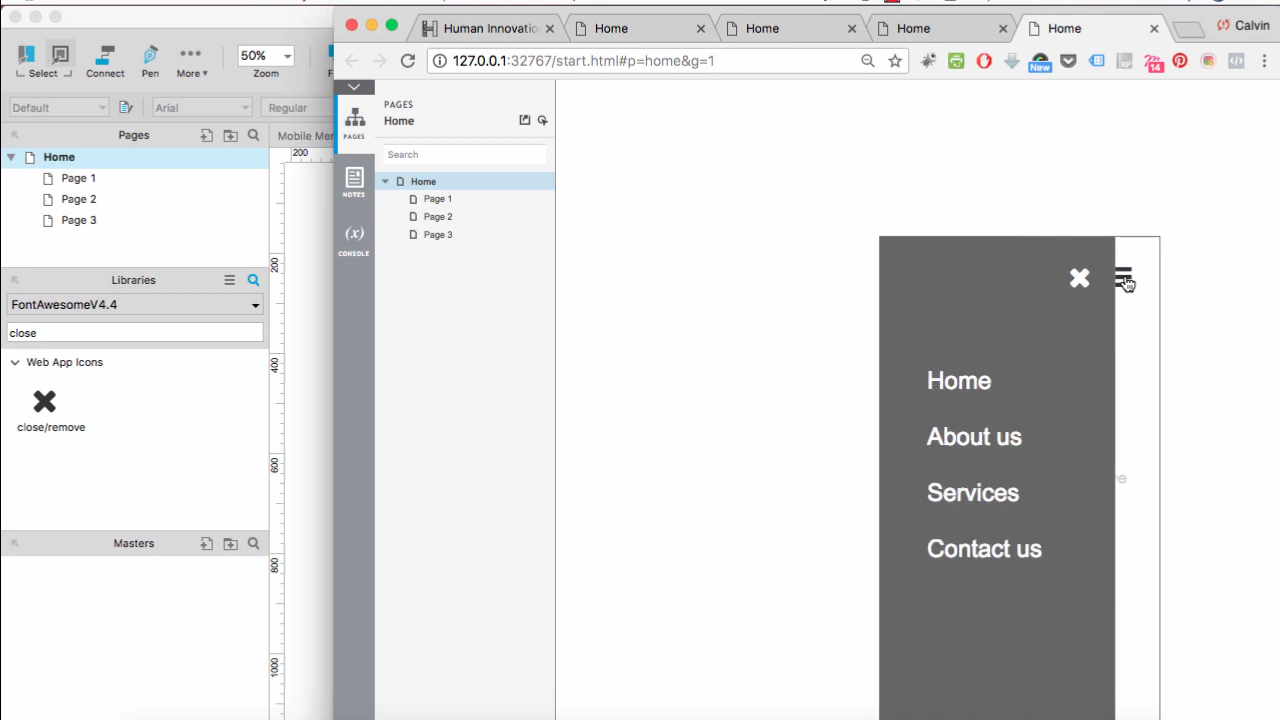 Human Innovatio
Home
Home
Home
Home
Calvin
127.0.0.1:32767/start.html#p=home&g=1
New
14
Select
Connect
Pen
More
50%
Zoom
Default
Arial
Regular
Pages
Home
Page 1
Page 2
Page 3
Libraries
FontAwesomeV4.4
close
Web App Icons
close/remove
Masters
Mobile Me
200
200
400
600
800
1000
PAGES
NOTES
(x)
CONSOLE
PAGES
Home
Search
Home
Page 1
Page 2
Page 3
Home
About us
Services
Contact us